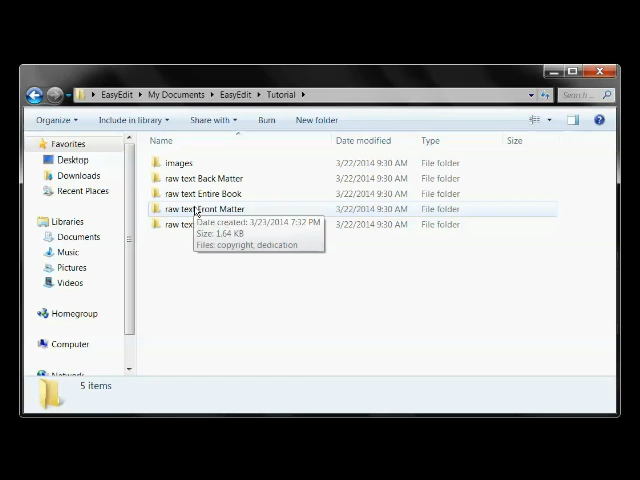 EasyEdit ▸ My Documents ▸ EasyEdit ▸ Tutorial ▸
Search...
Organize
Include in library
Share with
Burn
New folder
Favorites
Desktop
Downloads
Recent Places
Libraries
Documents
Music
Pictures
Videos
Homegroup
Computer
Name Date modified Type Size
images 3/22/2014 9:30 AM File folder
raw text Back Matter 3/22/2014 9:30 AM File folder
raw text Entire Book 3/22/2014 9:30 AM File folder
raw text Front Matter 3/22/2014 9:30 AM File folder
raw 3/22/2014 9:30 AM File folder
Date created: 3/23/2014 7:32 PM
Size: 1.64 KB
Files: copyright, dedication
5 items